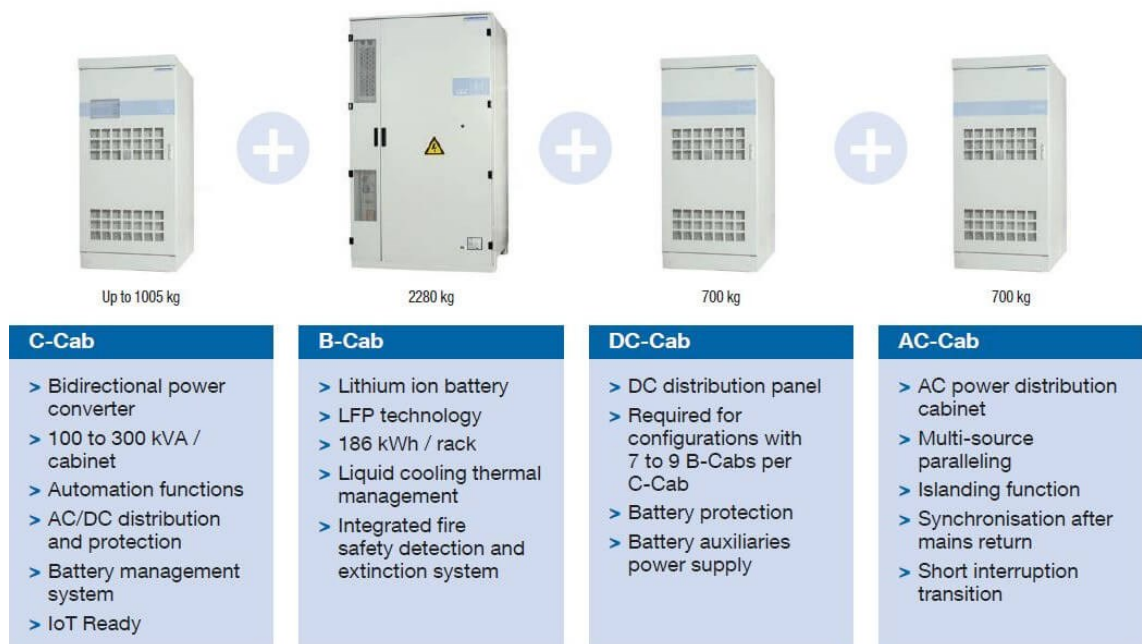 Up to 1005 kg
2280 kg
700 kg
700 kg
C-Cab
> Bidirectional power
converter
> 100 to 300 kVA /
cabinet
> Automation functions
> AC/DC distribution
and protection
> Battery management
system
> IoT Ready
B-Cab
> Lithium ion battery
> LFP technology
> 186 kWh / rack
> Liquid cooling thermal
management
> Integrated fire
safety detection and
extinction system
DC-Cab
> DC distribution panel
> Required for
configurations with
7 to 9 B-Cabs per
C-Cab
> Battery protection
> Battery auxiliaries
power supply
AC-Cab
> AC power distribution
cabinet
> Multi-source
paralleling
> Islanding function
> Synchronisation after
mains return
> Short interruption
transition